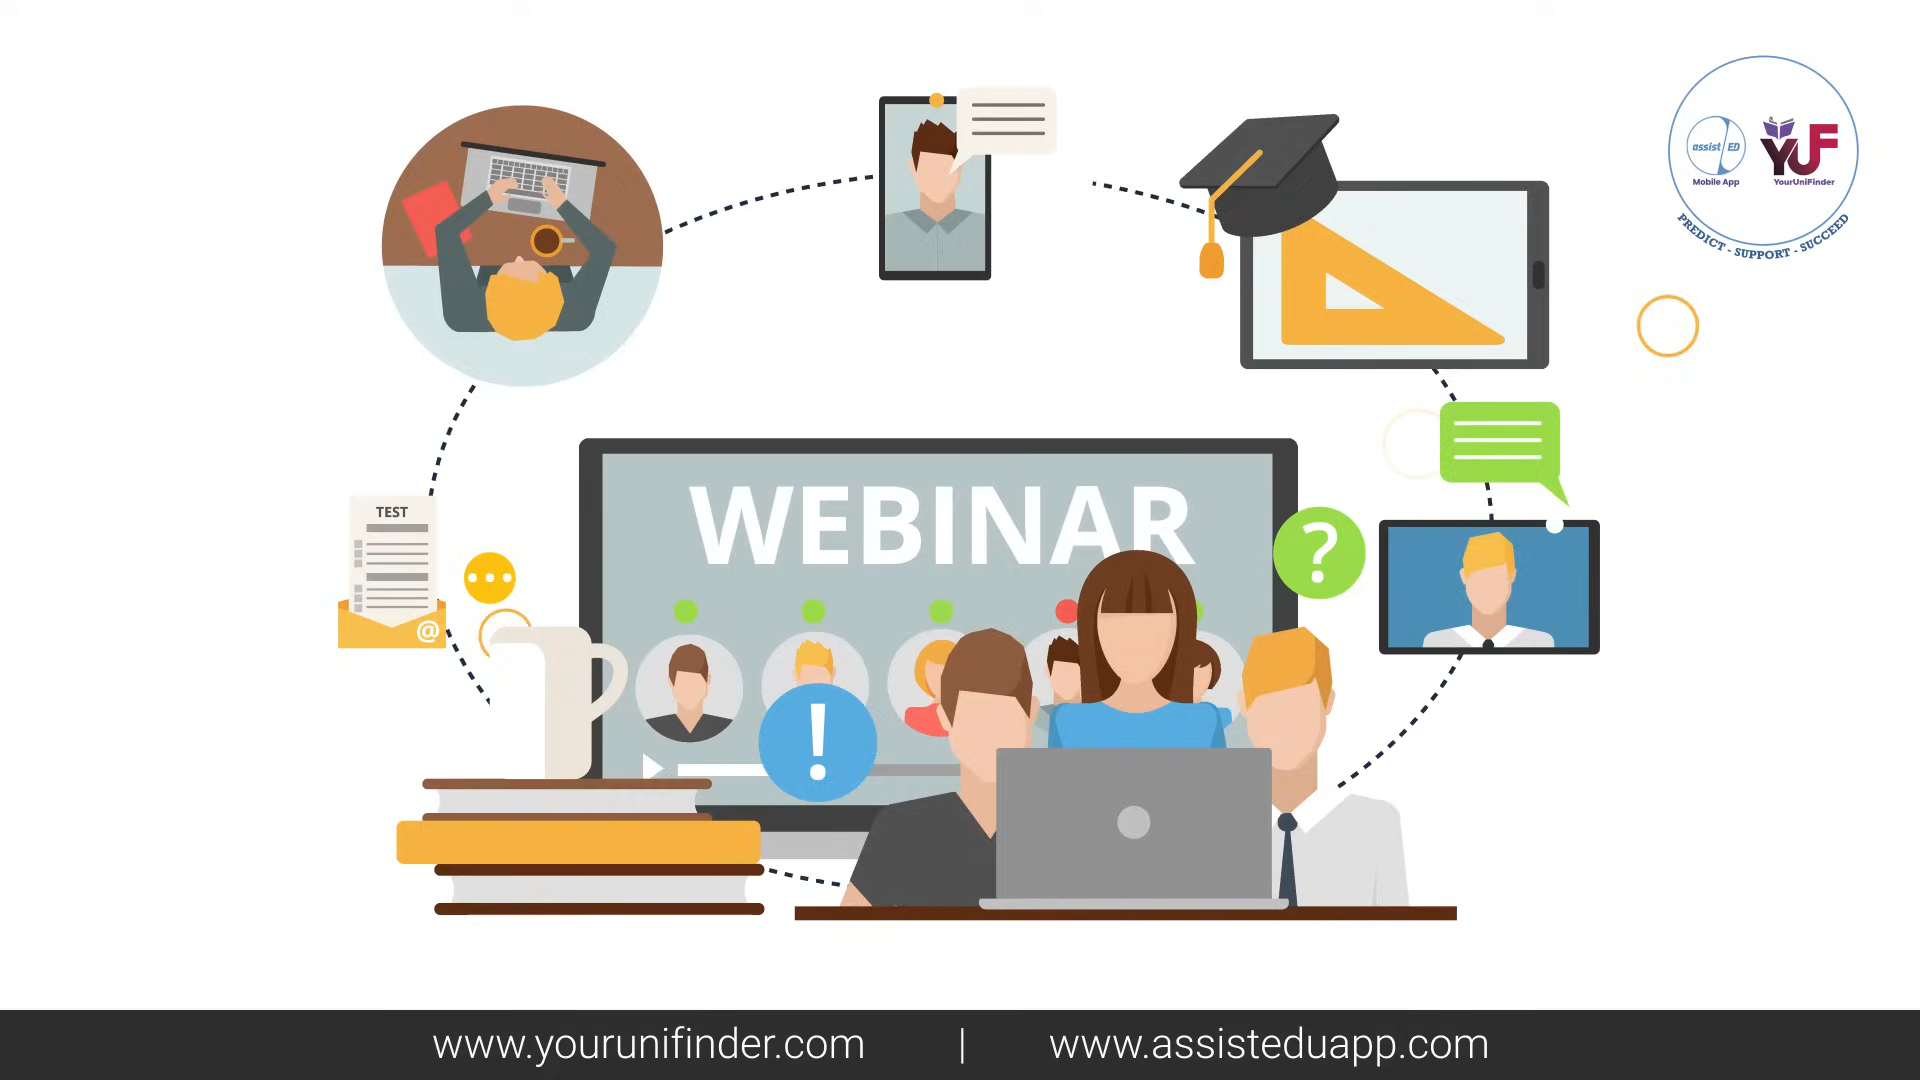 assist ED
Mobile App
YUF
YourUniFinder
PREDICT - SUPPORT - SUCCEED
WEBINAR
?
TEST
@
!
www.yourunifinder.com | www.assisteduapp.com